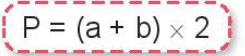 P = (a + b) × 2